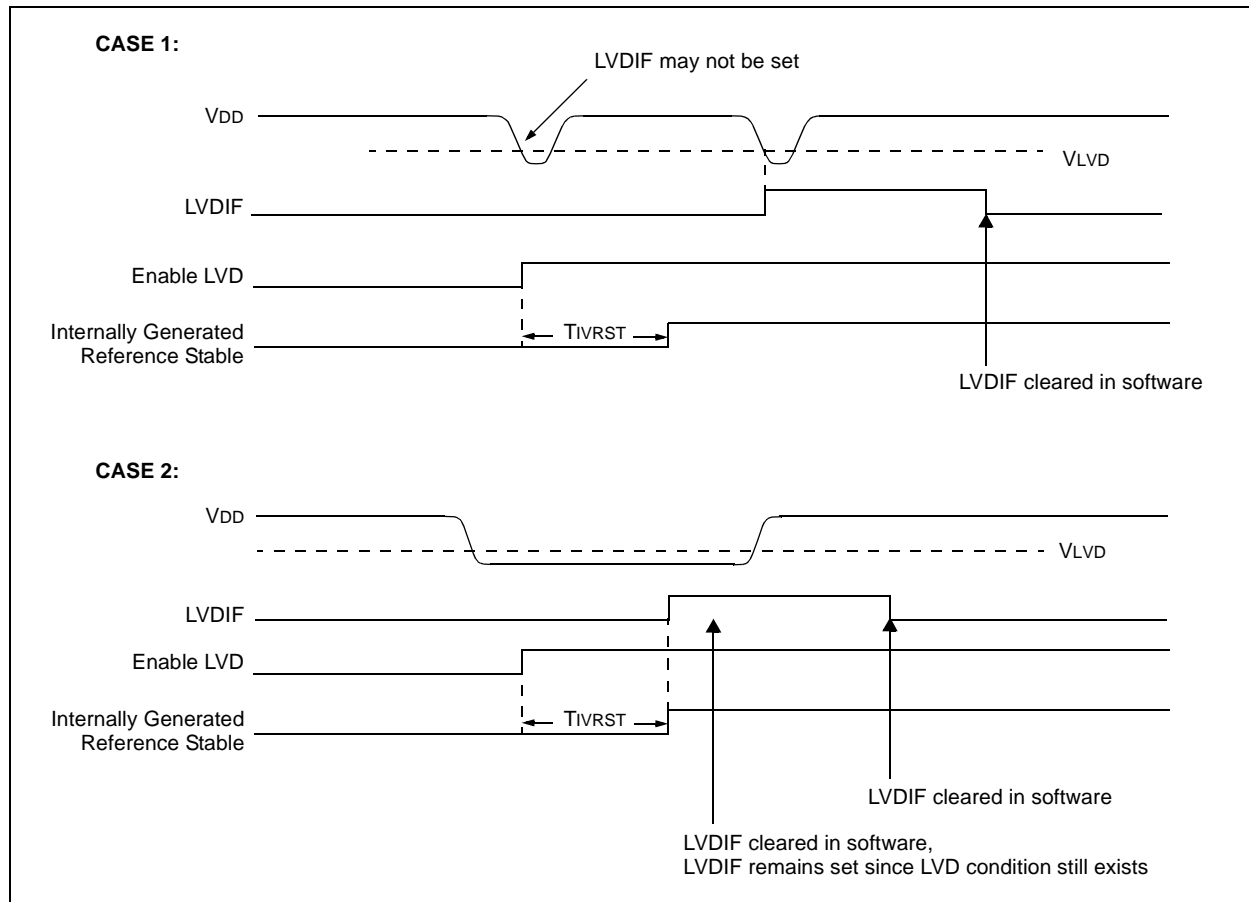 CASE 1:
LVDIF may not be set
VDD
VLVD
LVDIF
Enable LVD
Internally Generated
Reference Stable
TIVRST
LVDIF cleared in software
CASE 2:
VDD
VLVD
LVDIF
Enable LVD
Internally Generated
Reference Stable
TIVRST
LVDIF cleared in software
LVDIF cleared in software,
LVDIF remains set since LVD condition still exists